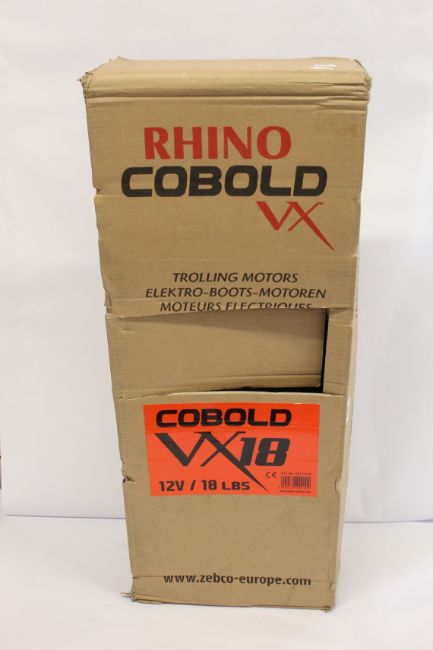 RHINO
COBOLD
VX
TROLLING MOTORS
ELEKTRO-BOOTS-MOTOREN
MOTEURS ELECTRIQUES
COBOLD
VX18
CE
12V / 18 LBS
www.zebco-europe.com